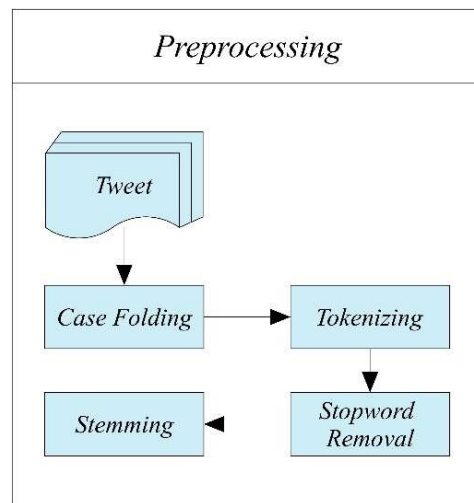 Preprocessing
Tweet
Case Folding
Tokenizing
Stemming
Stopword
Removal